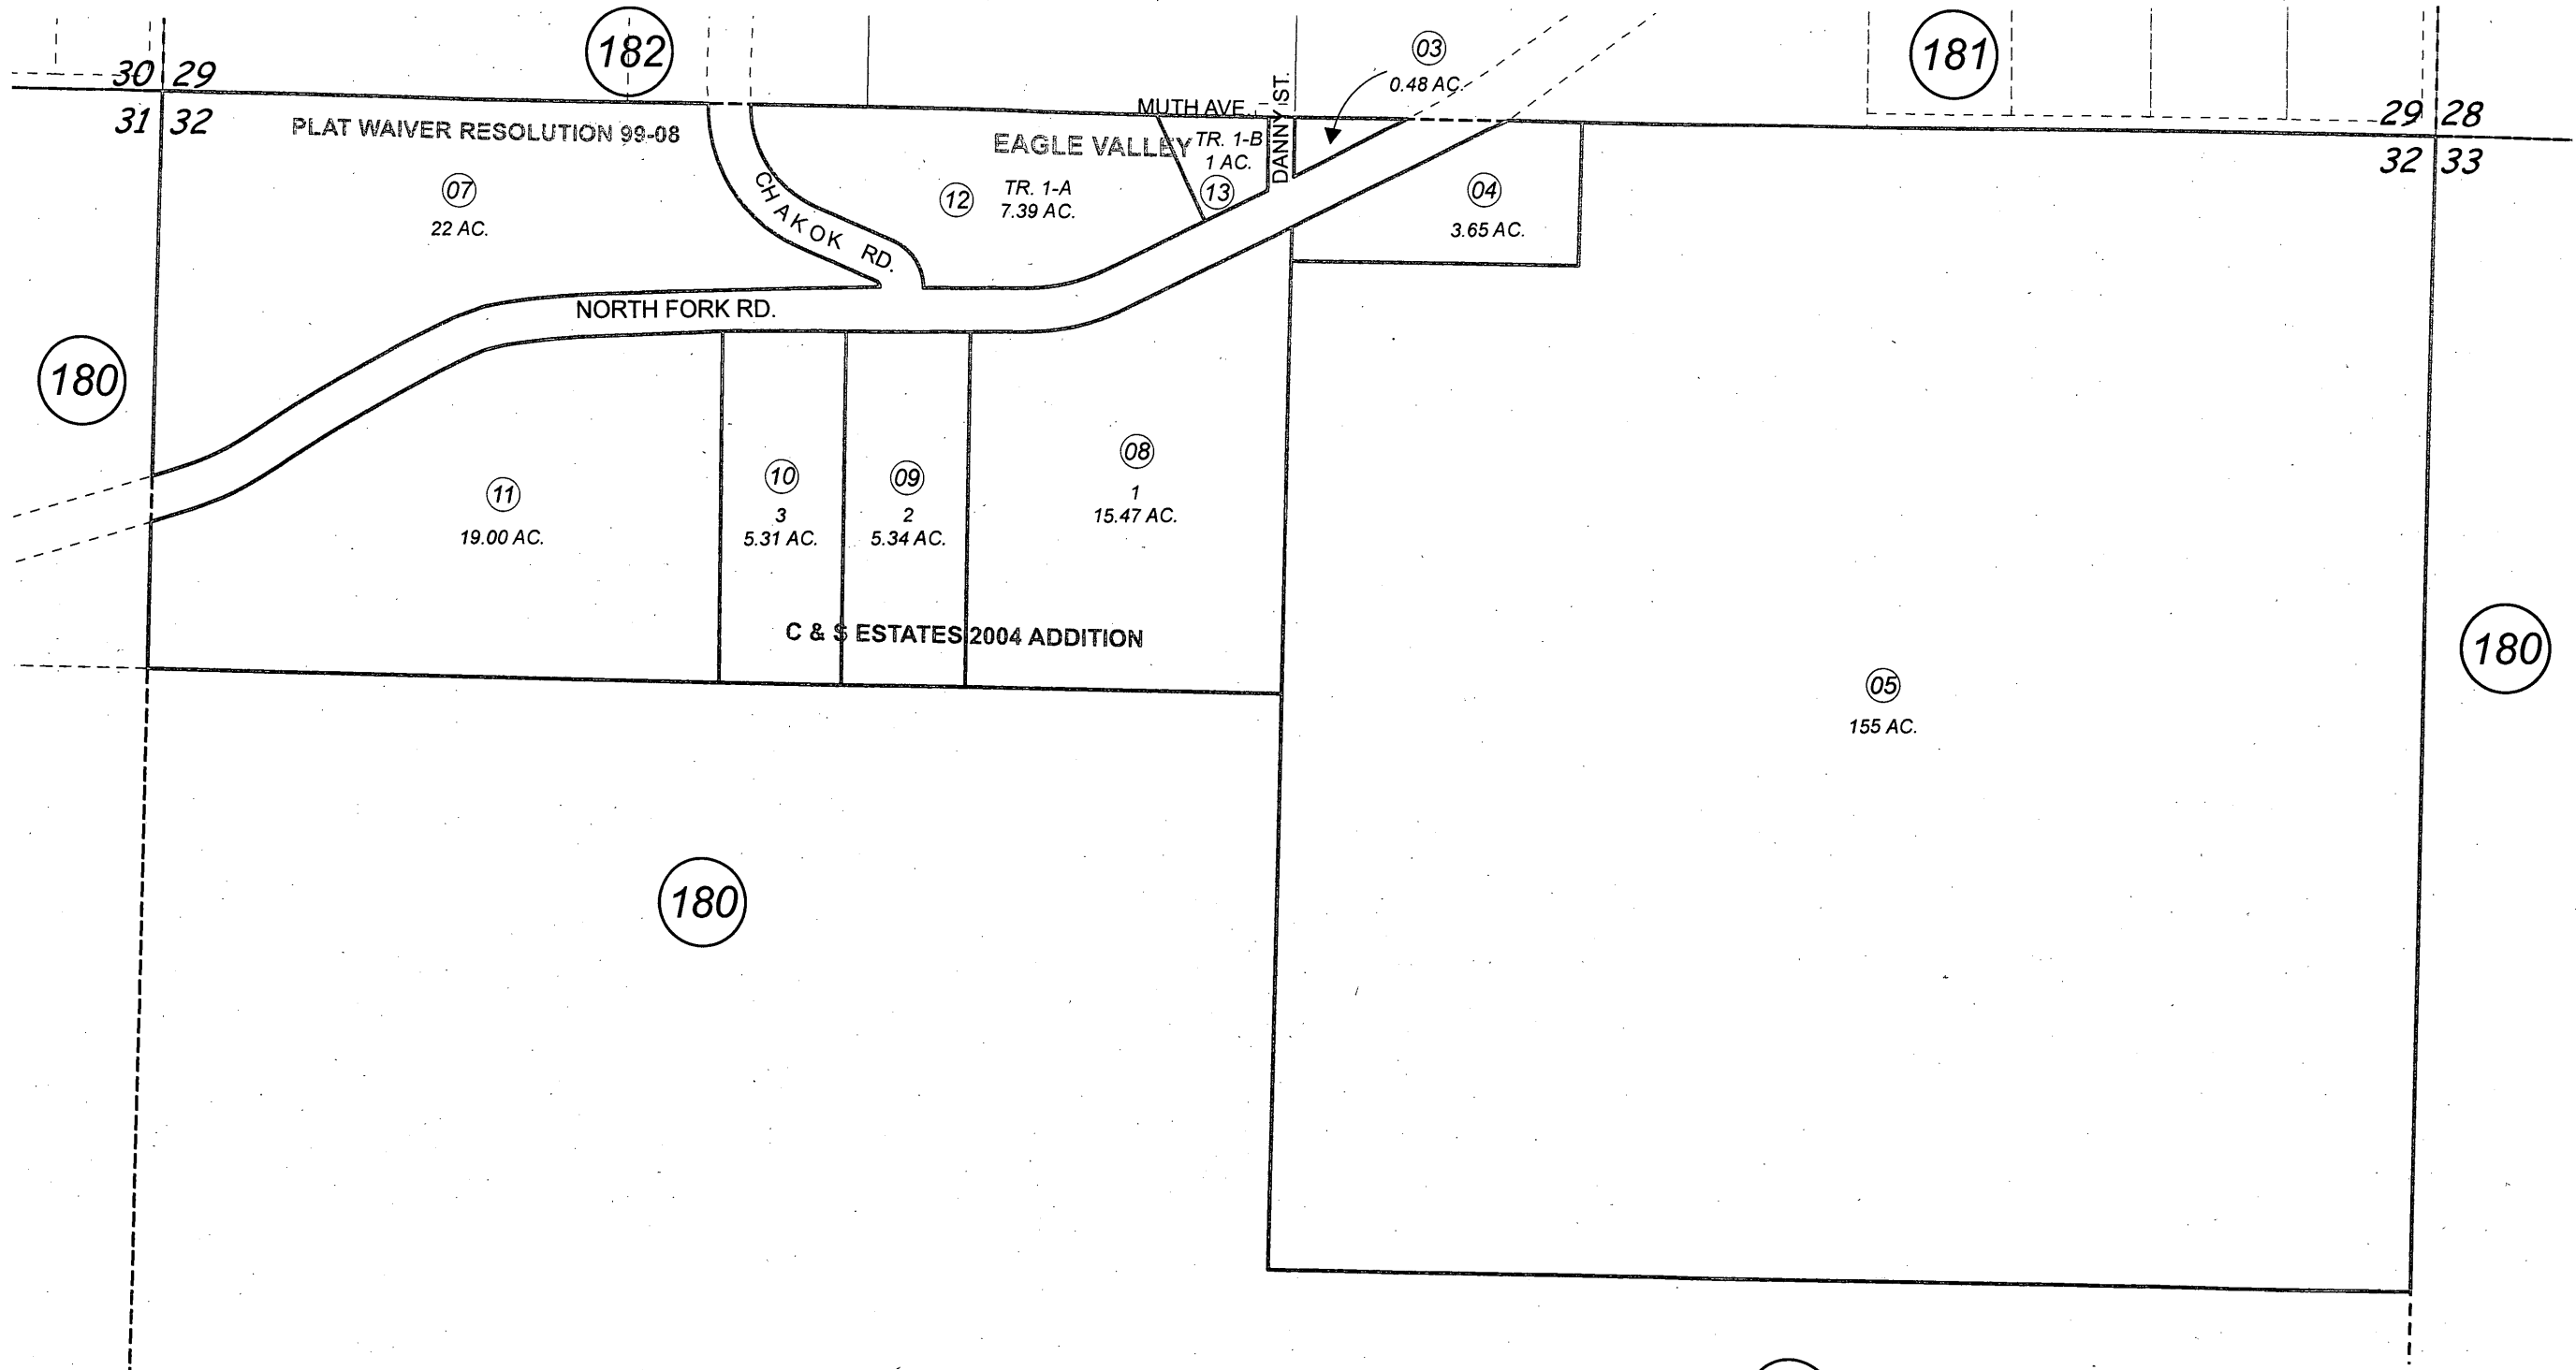 182
03
0.48 AC.
181
30 29
31 32
29 28
32 33
PLAT WAIVER RESOLUTION 99-08
MUTH AVE.
DANNY ST.
EAGLE VALLEY
TR. 1-B
1 AC.
13
07
22 AC.
CHAKOK RD.
12
TR. 1-A
7.39 AC.
04
3.65 AC.
NORTH FORK RD.
180
11
19.00 AC.
10
3
5.31 AC.
09
2
5.34 AC.
08
1
15.47 AC.
C & S ESTATES 2004 ADDITION
05
155 AC.
180
180